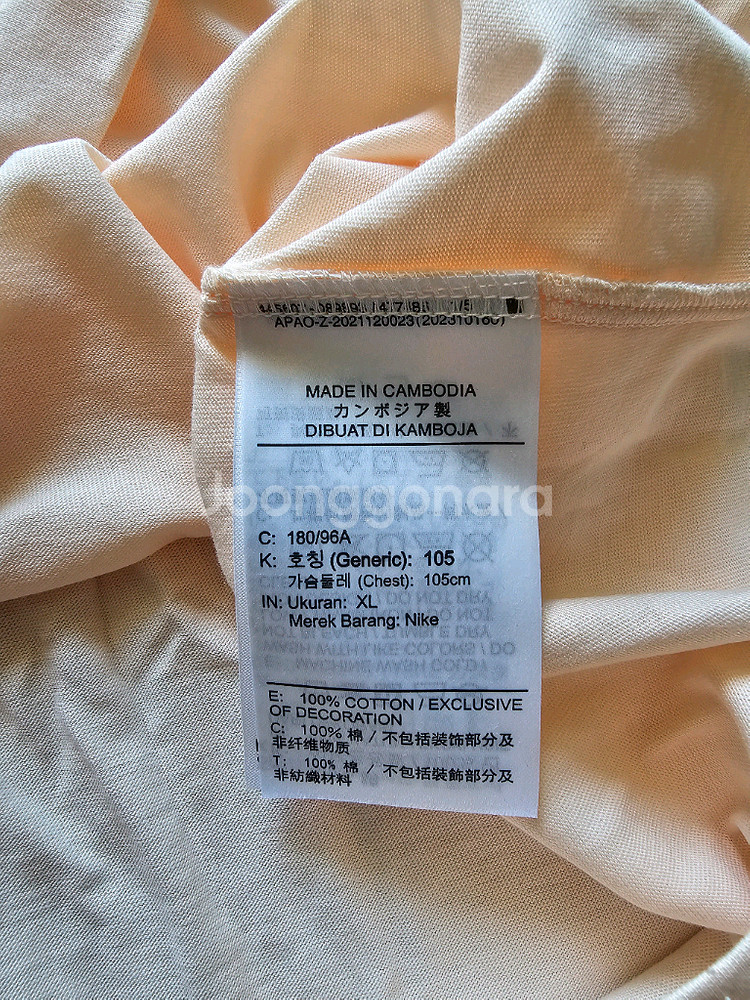 APAO-Z-2021120023(202310160)
MADE IN CAMBODIA
カンボジア製
DIBUAT DI KAMBOJA
Joonggonara
C: 180/96A
K: 호칭 (Generic): 105
가슴둘레 (Chest): 105cm
IN: Ukuran: XL
Merek Barang: Nike
E: 100% COTTON / EXCLUSIVE
OF DECORATION
C: 100% 棉 / 不包括装饰部分及
非纤维物质
T: 100% 棉 / 不包括裝飾部分及
非紡織材料